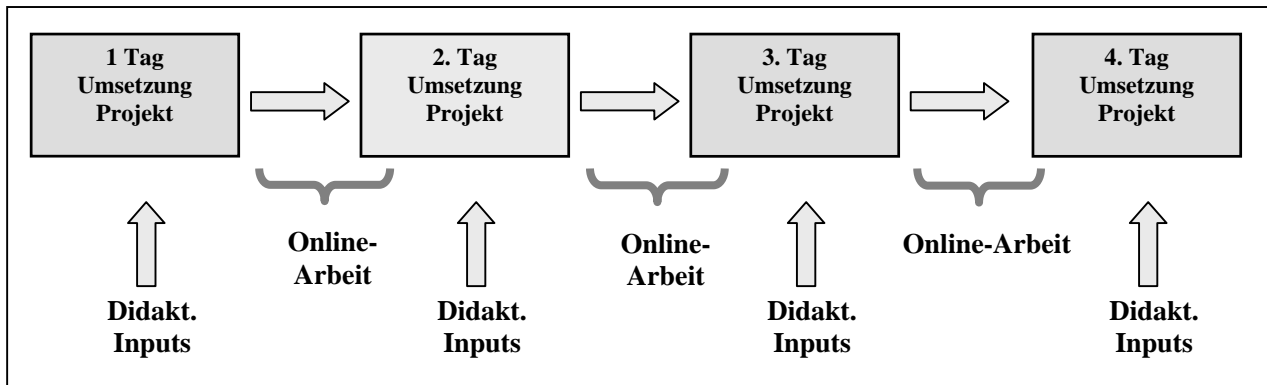 1 Tag
Umsetzung
Projekt
2. Tag
Umsetzung
Projekt
3. Tag
Umsetzung
Projekt
4. Tag
Umsetzung
Projekt
Online-
Arbeit
Online-
Arbeit
Online-Arbeit
Didakt.
Inputs
Didakt.
Inputs
Didakt.
Inputs
Didakt.
Inputs